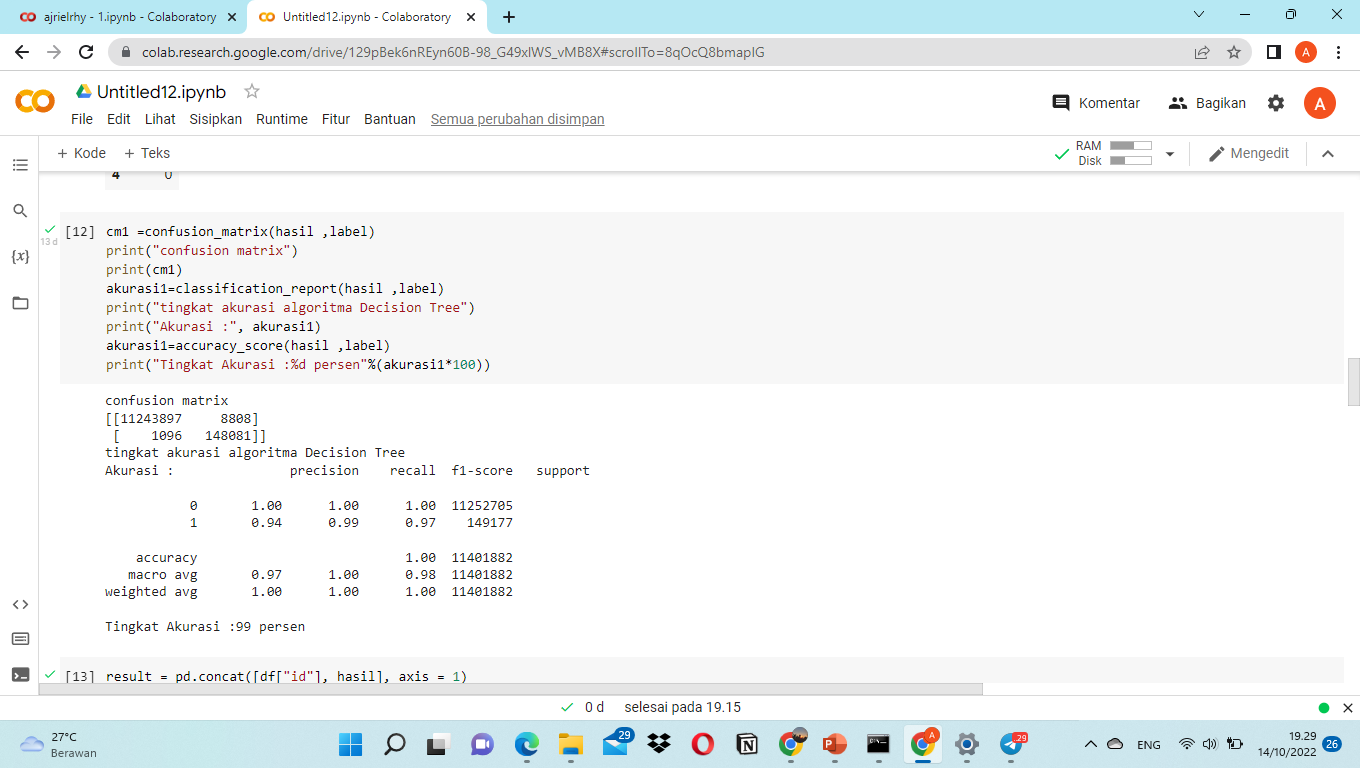 ajrielrhy - 1.ipynb - Colaboratory
Untitled12.ipynb - Colaboratory
colab.research.google.com/drive/129pBek6nREyn60B-98_G49xIWS_vMB8X#scrollTo=8qOcQ8bmapIG
A
Untitled12.ipynb
File Edit Lihat Sisipkan Runtime Fitur Bantuan Semua perubahan disimpan
Komentar Bagikan A
+ Kode + Teks
RAM
Disk
Mengedit
4 0
[12] cm1 =confusion_matrix(hasil ,label)
13 d
print("confusion matrix")
print(cm1)
akurasi1=classification_report(hasil ,label)
print("tingkat akurasi algoritma Decision Tree")
print("Akurasi :", akurasi1)
akurasi1=accuracy_score(hasil ,label)
print("Tingkat Akurasi :%d persen"%(akurasi1*100))
{x}
confusion matrix
[[11243897 8808]
[ 1096 148081]]
tingkat akurasi algoritma Decision Tree
Akurasi : precision recall f1-score support
0 1.00 1.00 1.00 11252705
1 0.94 0.99 0.97 149177
accuracy 1.00 11401882
macro avg 0.97 1.00 0.98 11401882
weighted avg 1.00 1.00 1.00 11401882
Tingkat Akurasi :99 persen
[13] result = pd.concat([df["id"], hasil], axis = 1)
0 d selesai pada 19.15
27°C
Berawan
29
A
29
ENG
19.29
14/10/2022
26